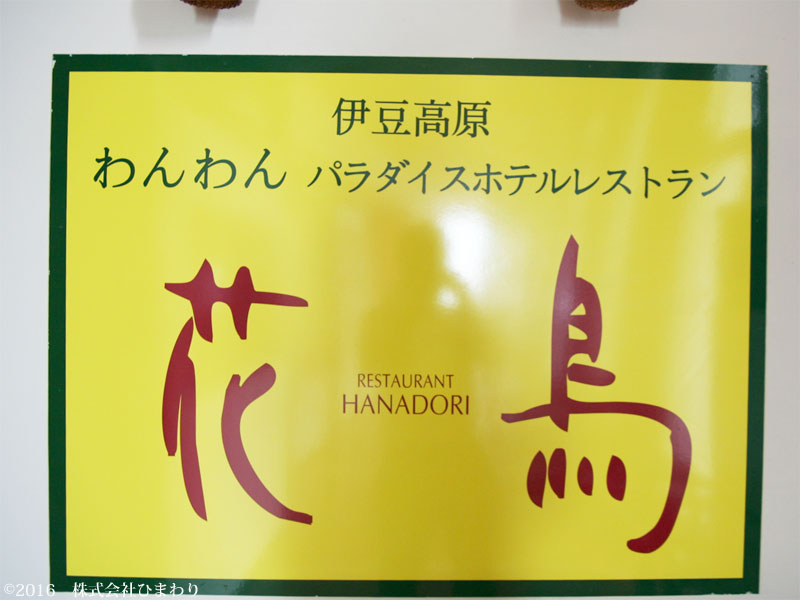 伊豆高原
わんわん パラダイスホテルレストラン
花 鳥
RESTAURANT
HANADORI
©2016 株式会社ひまわり